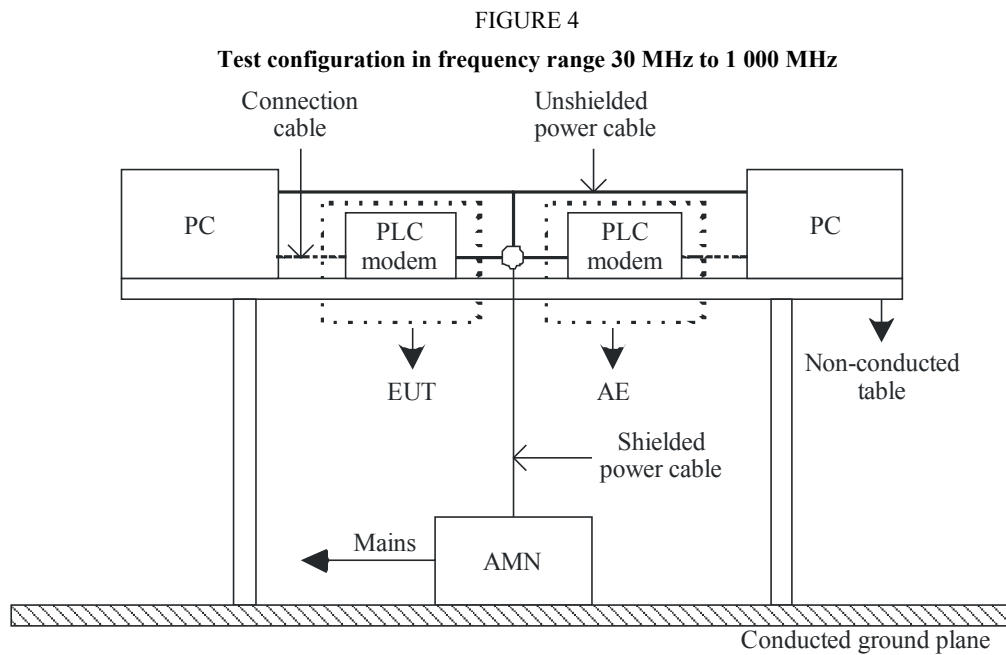 FIGURE 4
Test configuration in frequency range 30 MHz to 1 000 MHz
Connection
cable
Unshielded
power cable
PC
PLC
modem
PLC
modem
PC
EUT
AE
Non-conducted
table
Shielded
power cable
Mains
AMN
Conducted ground plane